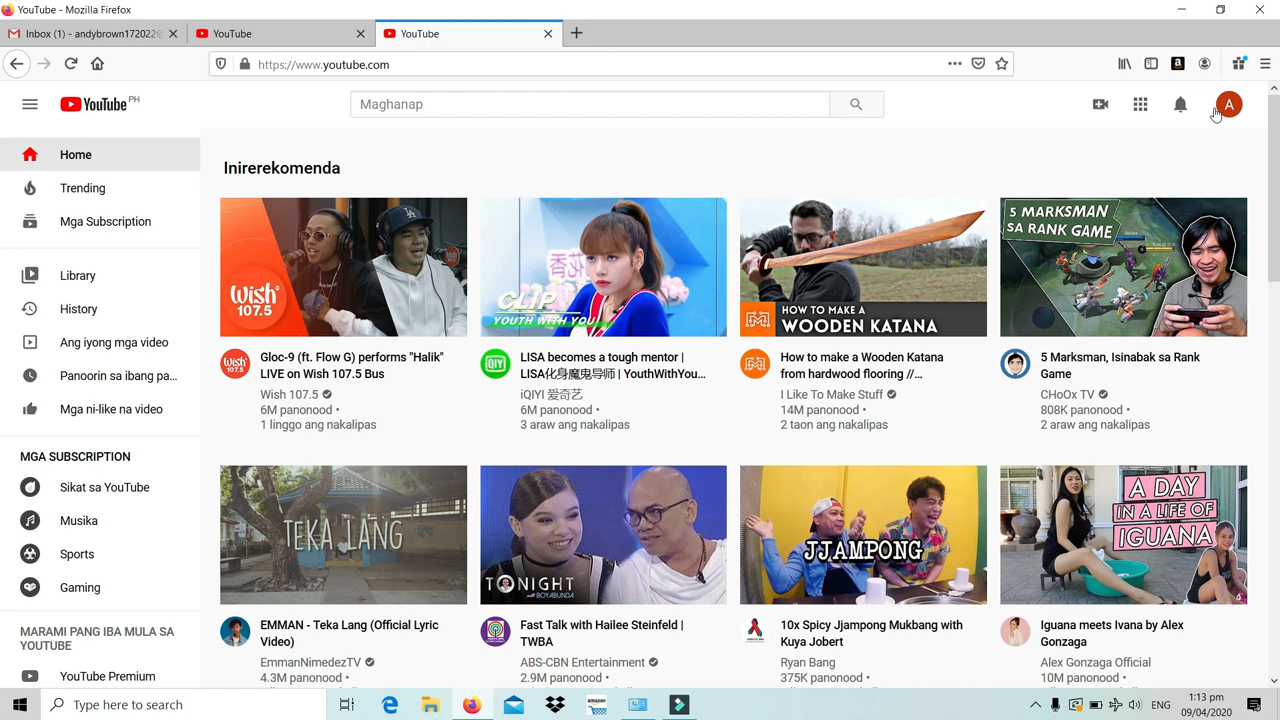 YouTube - Mozilla Firefox
Inbox (1) - andybrown172022@
YouTube
YouTube
https://www.youtube.com
YouTube PH
Maghanap
A
Home
Trending
Mga Subscription
Library
History
Ang iyong mga video
Panoorin sa ibang pa...
Mga ni-like na video
MGA SUBSCRIPTION
Sikat sa YouTube
Musika
Sports
Gaming
MARAMI PANG IBA MULA SA
YOUTUBE
YouTube Premium
Inirerekomenda
wish
107.5
Gloc-9 (ft. Flow G) performs "Halik"
LIVE on Wish 107.5 Bus
Wish 107.5
6M panonood •
1 linggo ang nakalipas
CLIP
YOUTH WITH YOU
LISA becomes a tough mentor |
LISA化身魔鬼导师 | YouthWithYou...
iQIYI 爱奇艺
6M panonood •
3 araw ang nakalipas
HOW TO MAKE A
WOODEN KATANA
How to make a Wooden Katana
from hardwood flooring //...
I Like To Make Stuff
14M panonood •
2 taon ang nakalipas
5 MARKSMAN
SA RANK GAME
5 Marksman, Isinabak sa Rank
Game
CHoOx TV
808K panonood •
2 araw ang nakalipas
TEKA LANG
EMMAN - Teka Lang (Official Lyric
Video)
EmmanNimedezTV
4.3M panonood •
TONIGHT
with BOY ABUNDA
Fast Talk with Hailee Steinfeld |
TWBA
ABS-CBN Entertainment
2.9M panonood •
JJAMPONG
10x Spicy Jjampong Mukbang with
Kuya Jobert
Ryan Bang
375K panonood •
A DAY
IN A LIFE OF
IGUANA
Iguana meets Ivana by Alex
Gonzaga
Alex Gonzaga Official
10M panonood •
Type here to search
ENG
1:13 pm
09/04/2020